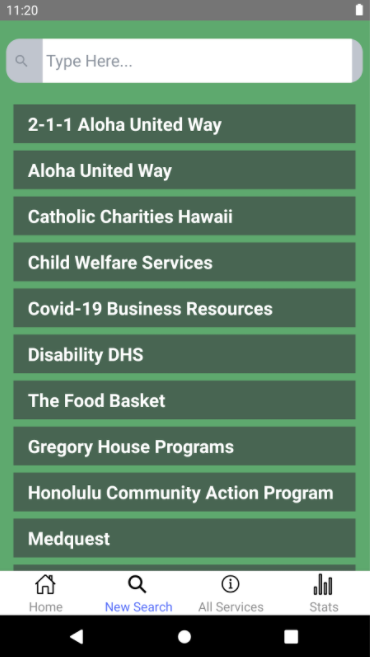 11:20
Type Here...
2-1-1 Aloha United Way
Aloha United Way
Catholic Charities Hawaii
Child Welfare Services
Covid-19 Business Resources
Disability DHS
The Food Basket
Gregory House Programs
Honolulu Community Action Program
Medquest
Home New Search All Services Stats